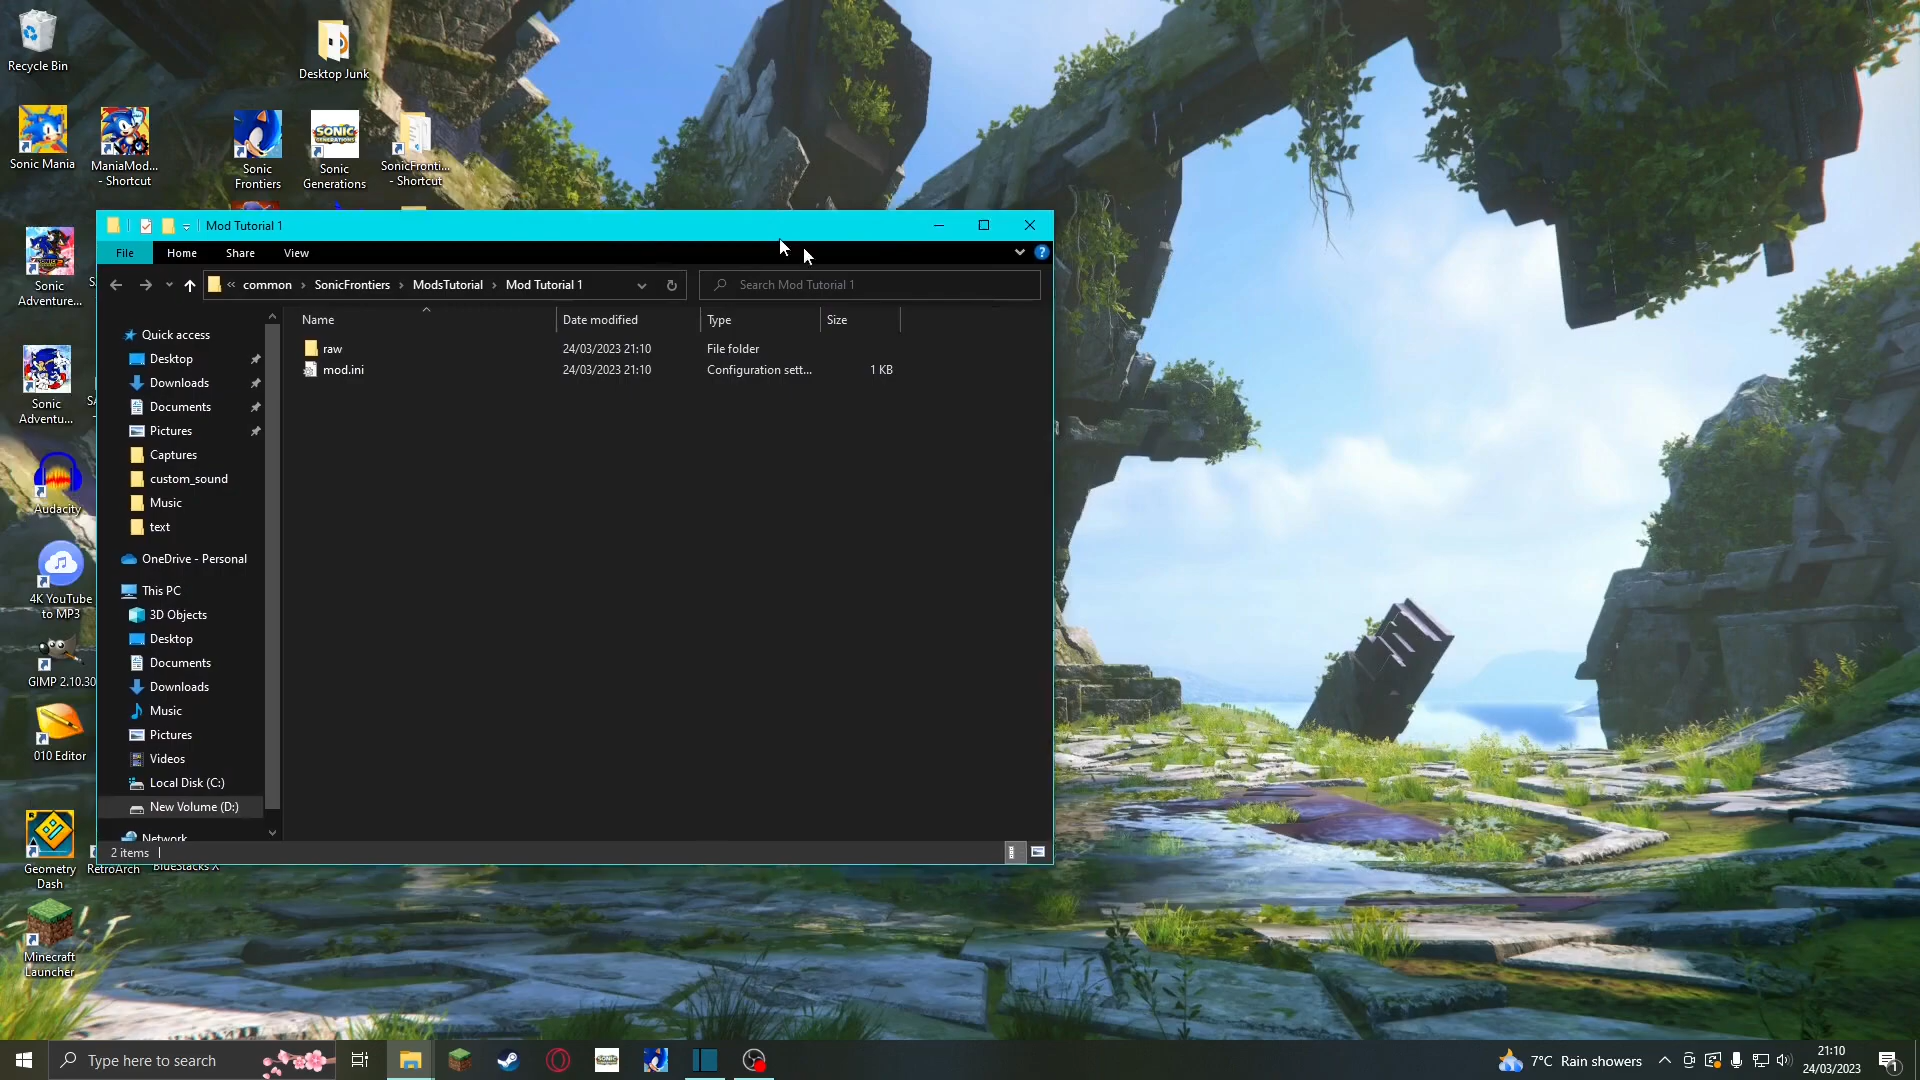 Recycle Bin
Desktop Junk
Sonic Mania
ManiaMod...
- Shortcut
Sonic
Frontiers
SONIC
GENERATIONS
Sonic
Generations
SonicFronti...
- Shortcut
Mod Tutorial 1
File
Home
Share
View
?
« common › SonicFrontiers › ModsTutorial › Mod Tutorial 1
Search Mod Tutorial 1
Name
Date modified
Type
Size
raw
24/03/2023 21:10
File folder
mod.ini
24/03/2023 21:10
Configuration sett...
1 KB
Quick access
Desktop
Downloads
Documents
Pictures
Captures
custom_sound
Music
text
OneDrive - Personal
This PC
3D Objects
Desktop
Documents
Downloads
Music
Pictures
Videos
Local Disk (C:)
New Volume (D:)
Network
2 items
Sonic
Adventure...
Sonic
Adventu...
Audacity
4K YouTube
to MP3
GIMP 2.10.30
010 Editor
Geometry
Dash
RetroArch
BlueStacks X
Minecraft
Launcher
Type here to search
7°C Rain showers
21:10
24/03/2023
1